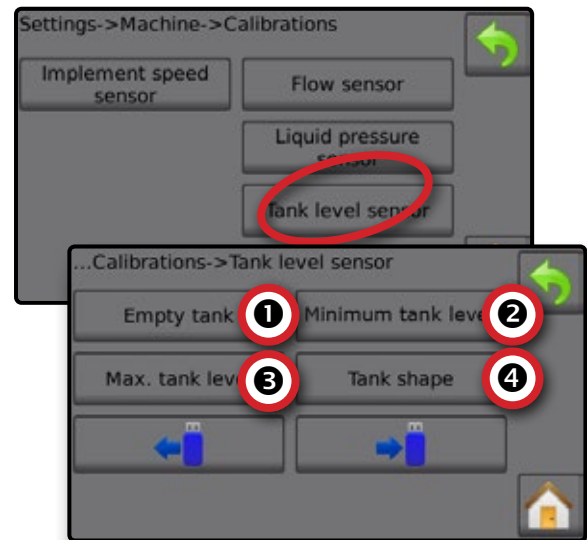 Settings->Machine->Calibrations
Implement speed
sensor
Flow sensor
Liquid pressure
sensor
Tank level sensor
...Calibrations->Tank level sensor
Empty tank
1
Minimum tank leve
2
Max. tank leve
3
Tank shape
4